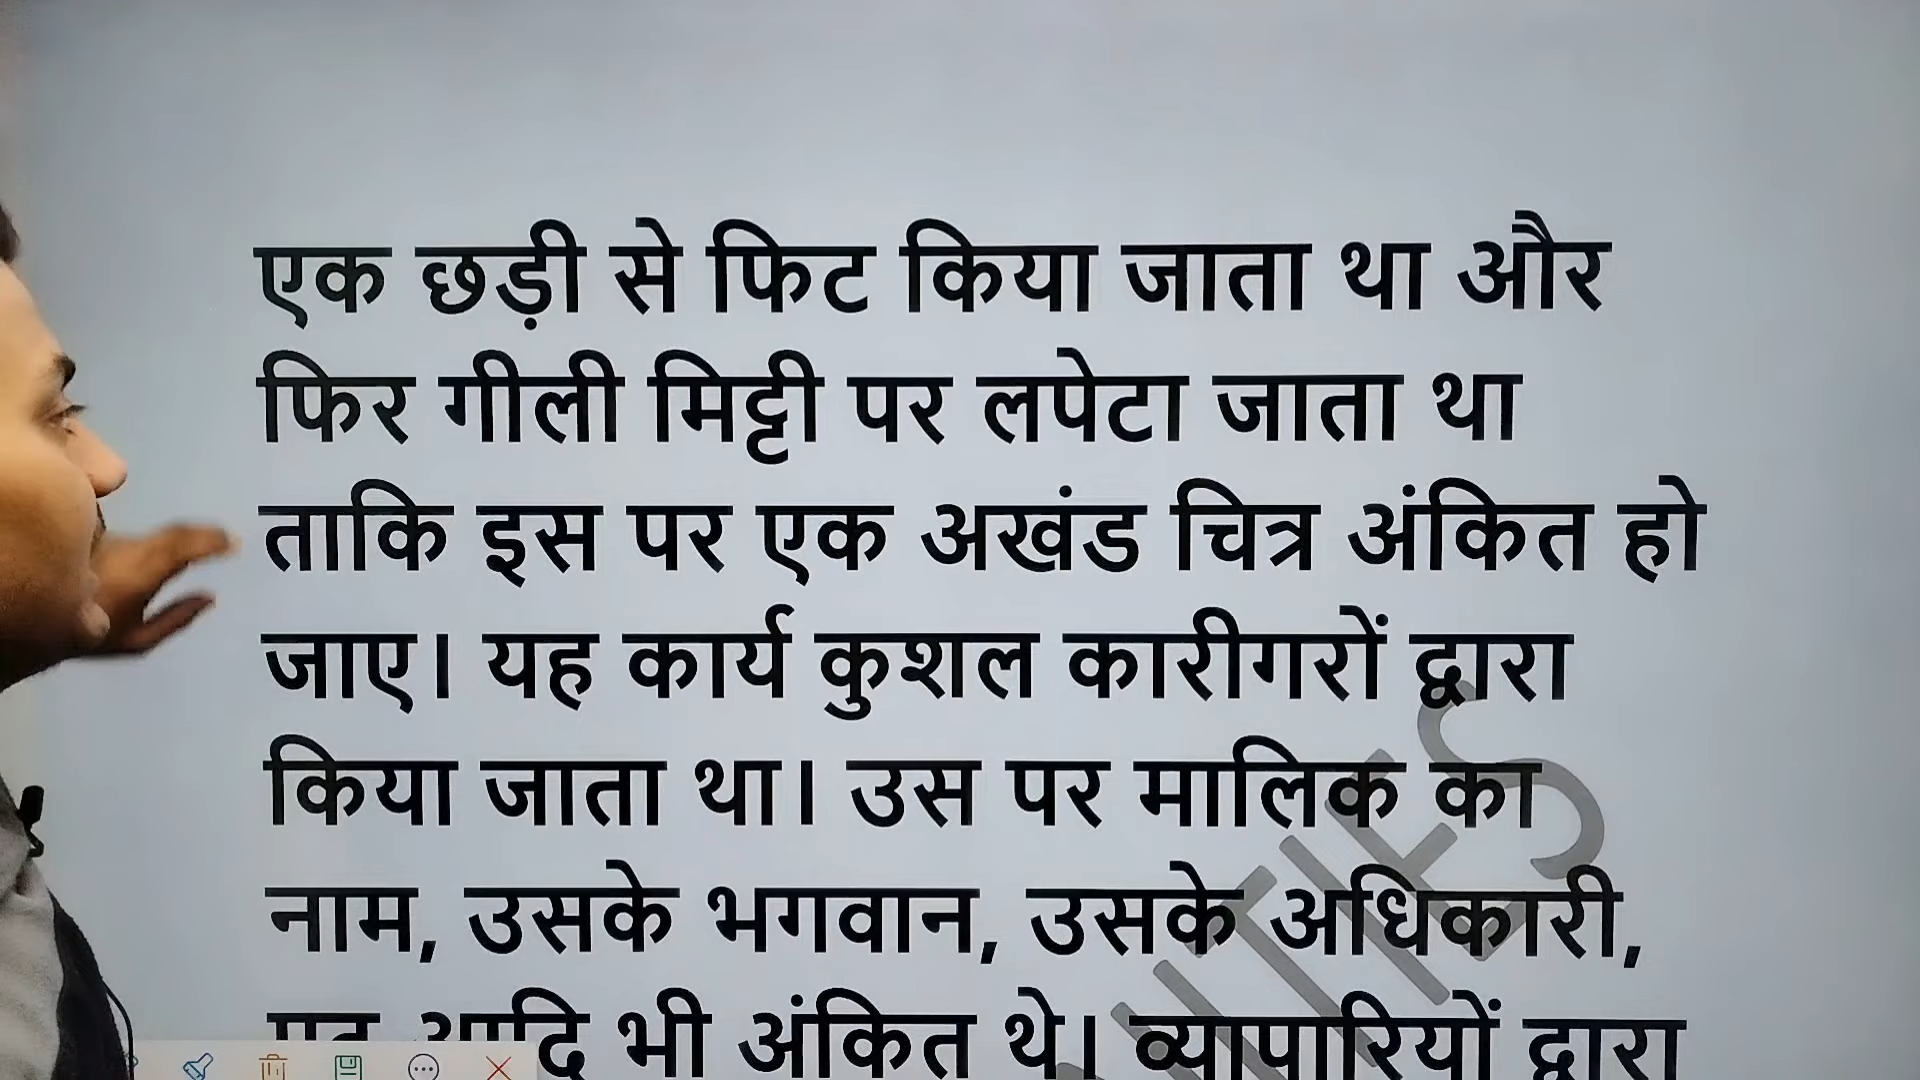 एक छड़ी से फिट किया जाता था और
फिर गीली मिट्टी पर लपेटा जाता था
ताकि इस पर एक अखंड चित्र अंकित हो
जाए। यह कार्य कुशल कारीगरों द्वारा
किया जाता था। उस पर मालिक का
नाम, उसके भगवान, उसके अधिकारी,
आदि भी अंकित थे। व्यापारियों द्वारा